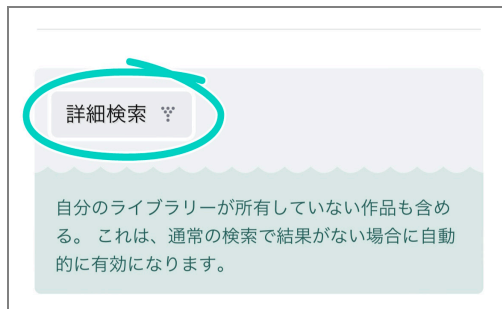 詳細検索
自分のライブラリーが所有していない作品も含め
る。 これは、通常の検索で結果がない場合に自動
的に有効になります。